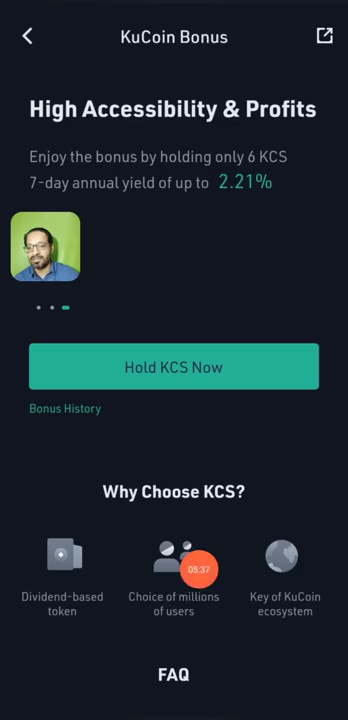 KuCoin Bonus
High Accessibility & Profits
Enjoy the bonus by holding only 6 KCS
7-day annual yield of up to 2.21%
Hold KCS Now
Bonus History
Why Choose KCS?
Dividend-based
token
Choice of millions
of users
Key of KuCoin
ecosystem
05:37
FAQ